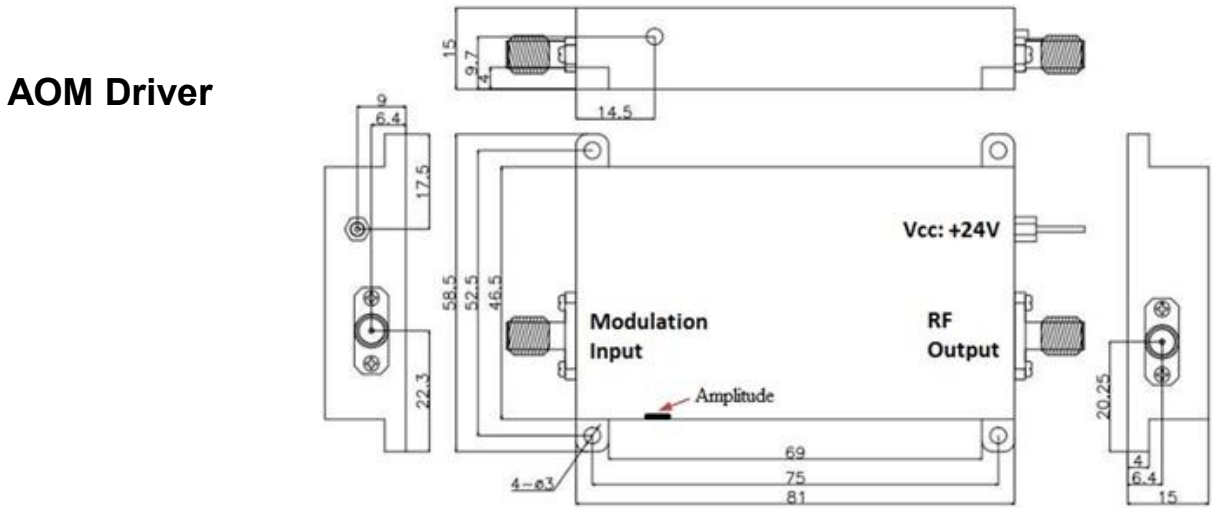 AOM Driver
15
9.7
4
14.5
9
6.4
17.5
22.3
58.5
52.5
46.5
Vcc: +24V
Modulation
Input
RF
Output
Amplitude
4-ø3
69
75
81
20.25
4
6.4
15